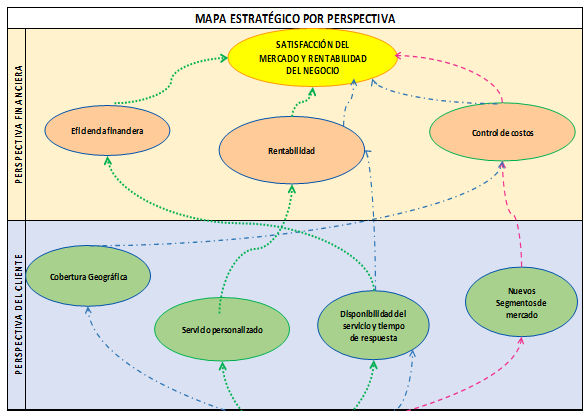 MAPA ESTRATÉGICO POR PERSPECTIVA
PERSPECTIVA FINANCIERA
SATISFACCIÓN DEL
MERCADO Y RENTABILIDAD
DEL NEGOCIO
Eficiencia financiera
Rentabilidad
Control de costos
PERSPECTIVA DEL CLIENTE
Cobertura Geográfica
Servicio personalizado
Disponibilidad del
servicio y tiempo
de respuesta
Nuevos
Segmentos de
mercado